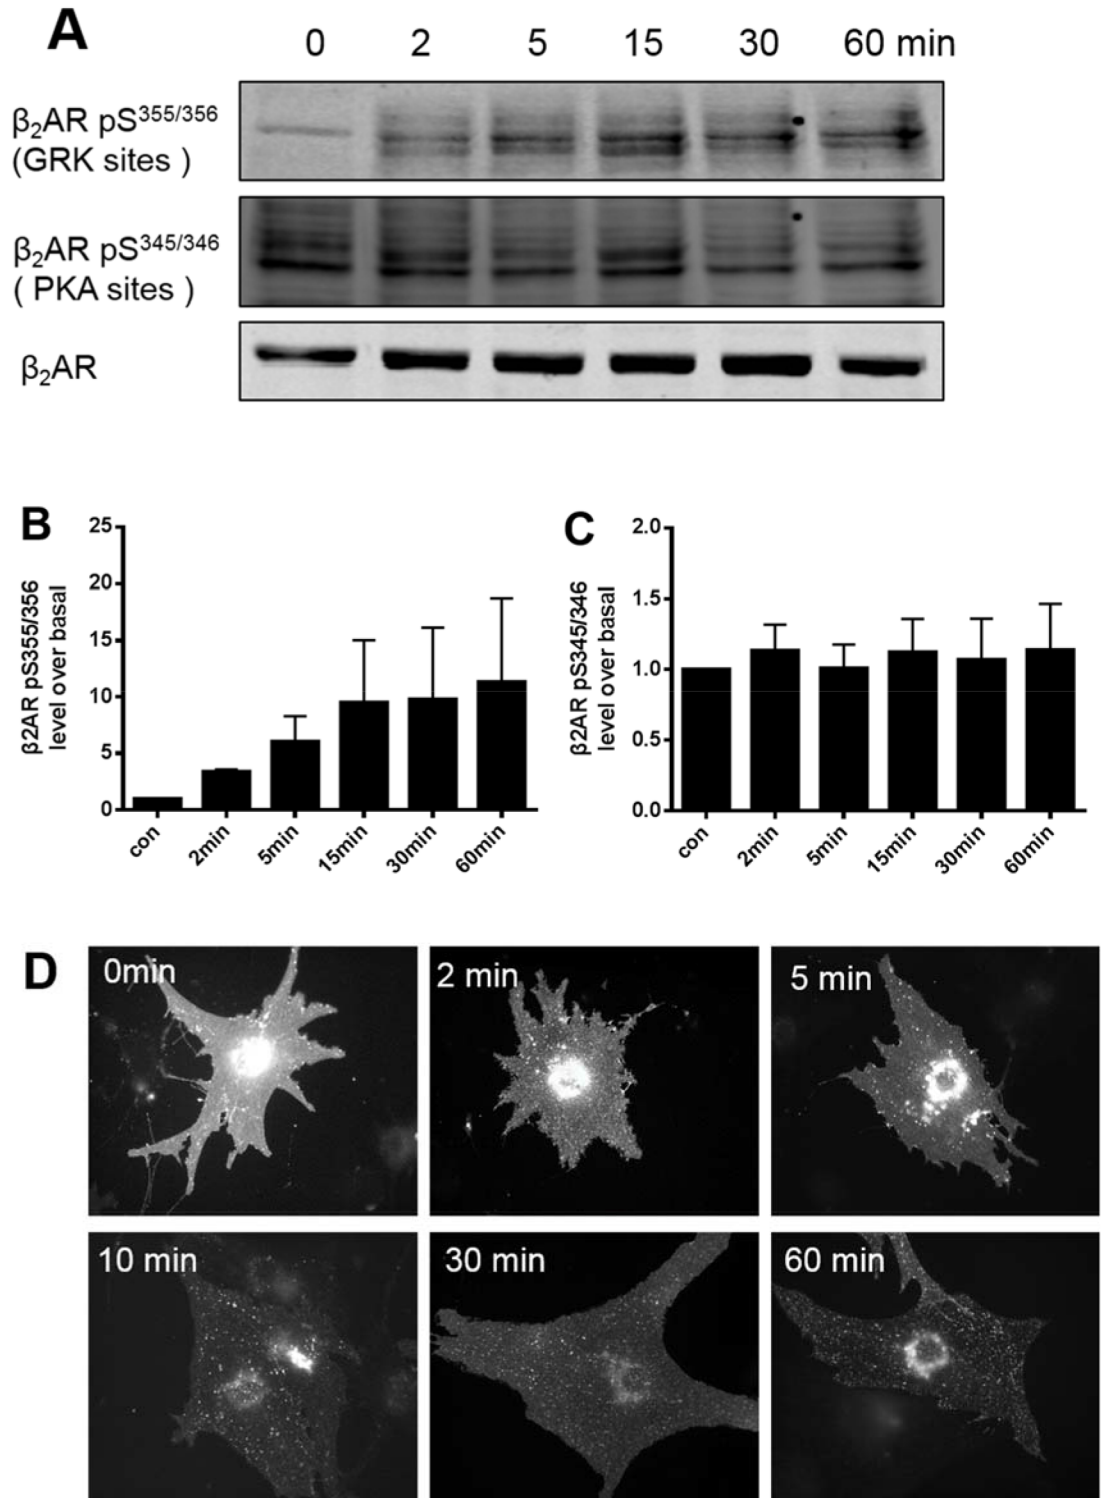 A
0 2 5 15 30 60 min
β₂AR pS³⁵⁵/³⁵⁶
(GRK sites )
β₂AR pS³⁴⁵/³⁴⁶
( PKA sites )
β₂AR
B
25
20
15
10
5
0
β2AR pS355/356
level over basal
con 2min 5min 15min 30min 60min
C
2.0
1.5
1.0
0.5
0.0
β2AR pS345/346
level over basal
con 2min 5min 15min 30min 60min
D
0min
2 min
5 min
10 min
30 min
60 min